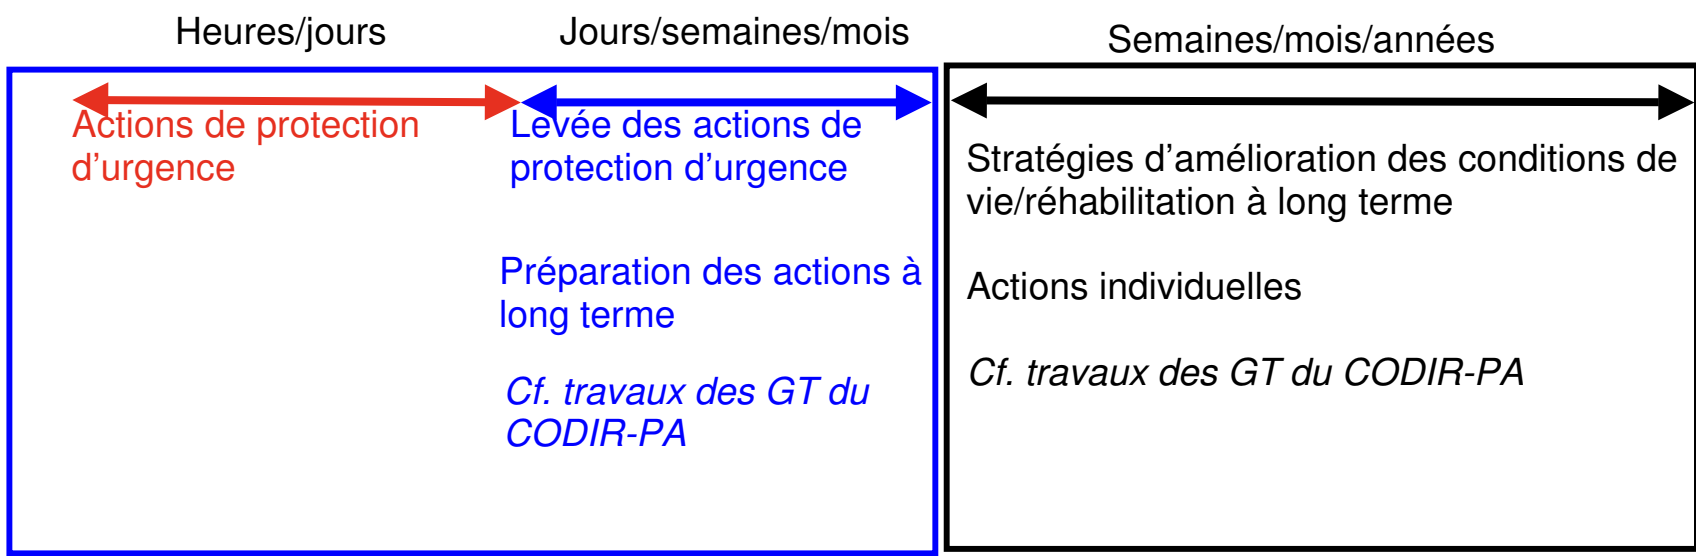 Heures/jours
Jours/semaines/mois
Semaines/mois/années
Actions de protection
d’urgence
Levée des actions de
protection d’urgence
Préparation des actions à
long terme
Cf. travaux des GT du
CODIR-PA
Stratégies d’amélioration des conditions de
vie/réhabilitation à long terme
Actions individuelles
Cf. travaux des GT du CODIR-PA